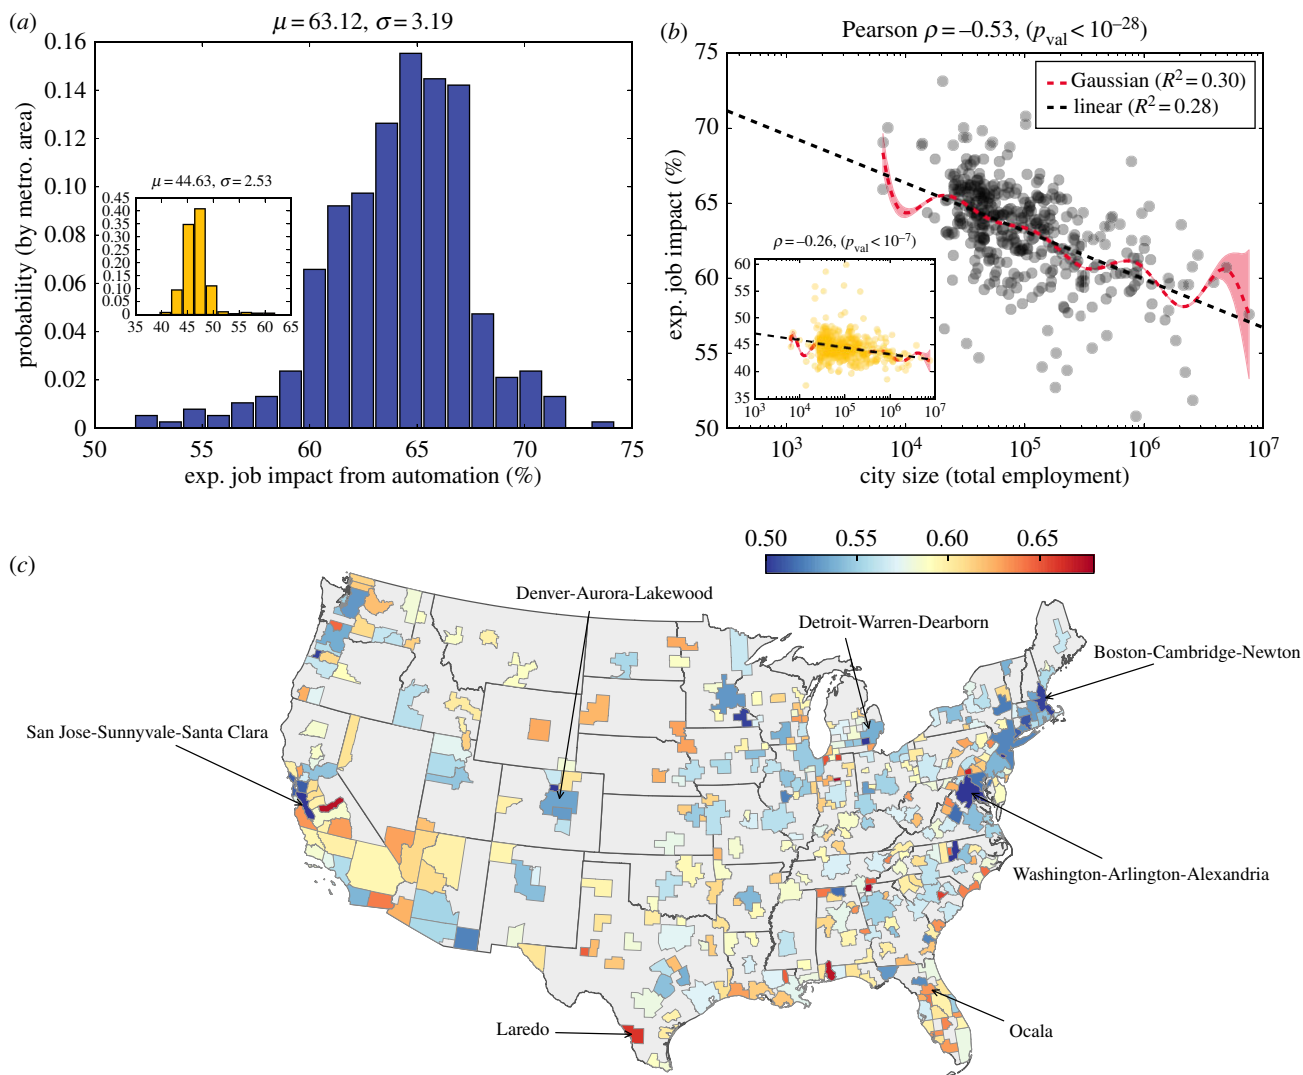 (a)
μ = 63.12, σ = 3.19
0.16
0.14
0.12
0.10
0.08
0.06
0.04
0.02
0
probability (by metro. area)
50 55 60 65 70 75
exp. job impact from automation (%)
μ = 44.63, σ = 2.53
0.45
0.40
0.35
0.30
0.25
0.20
0.15
0.10
0.05
0
35 40 45 50 55 60 65
(b)
Pearson ρ = –0.53, (p_val < 10^–28)
75
70
65
60
55
50
exp. job impact (%)
Gaussian (R² = 0.30)
linear (R² = 0.28)
10³ 10⁴ 10⁵ 10⁶ 10⁷
city size (total employment)
ρ = –0.26, (p_val < 10^–7)
60
55
50
45
40
35
10³ 10⁴ 10⁵ 10⁶ 10⁷
(c)
0.50 0.55 0.60 0.65
Denver-Aurora-Lakewood
Detroit-Warren-Dearborn
Boston-Cambridge-Newton
San Jose-Sunnyvale-Santa Clara
Washington-Arlington-Alexandria
Laredo
Ocala